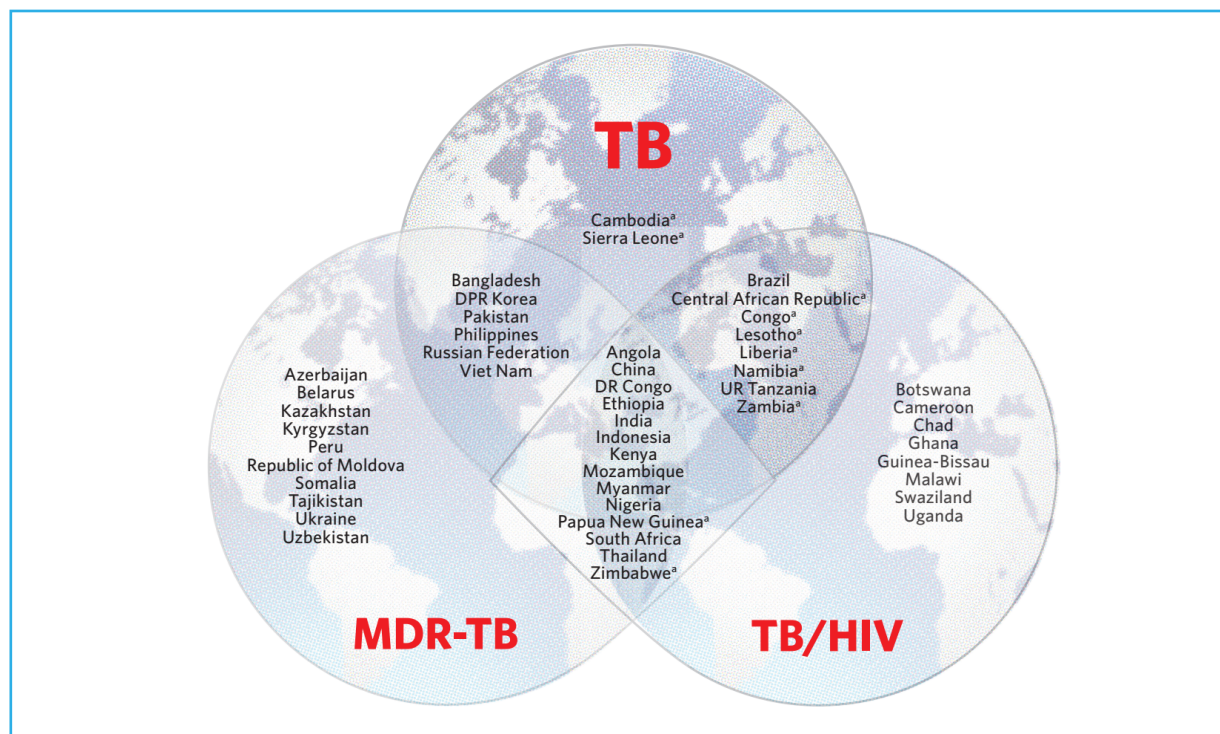 TB
Cambodiaᵃ
Sierra Leoneᵃ
Bangladesh
DPR Korea
Pakistan
Philippines
Russian Federation
Viet Nam
Brazil
Central African Republicᵃ
Congoᵃ
Lesothoᵃ
Liberiaᵃ
Namibiaᵃ
UR Tanzania
Zambiaᵃ
Angola
China
DR Congo
Ethiopia
India
Indonesia
Kenya
Mozambique
Myanmar
Nigeria
Papua New Guineaᵃ
South Africa
Thailand
Zimbabweᵃ
Azerbaijan
Belarus
Kazakhstan
Kyrgyzstan
Peru
Republic of Moldova
Somalia
Tajikistan
Ukraine
Uzbekistan
Botswana
Cameroon
Chad
Ghana
Guinea-Bissau
Malawi
Swaziland
Uganda
MDR-TB
TB/HIV